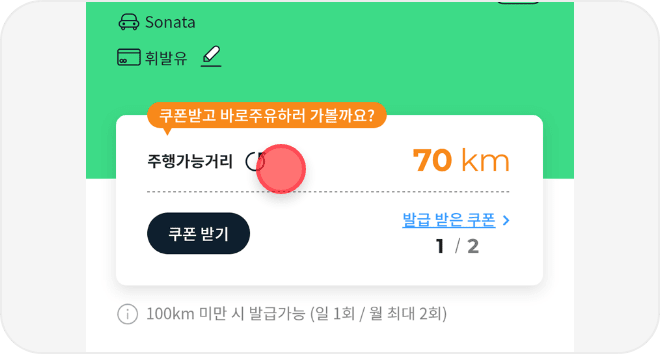 Sonata
휘발유
쿠폰받고 바로주유하러 가볼까요?
주행가능거리
70 km
쿠폰 받기
발급 받은 쿠폰 >
1 / 2
100km 미만 시 발급가능 (일 1회 / 월 최대 2회)